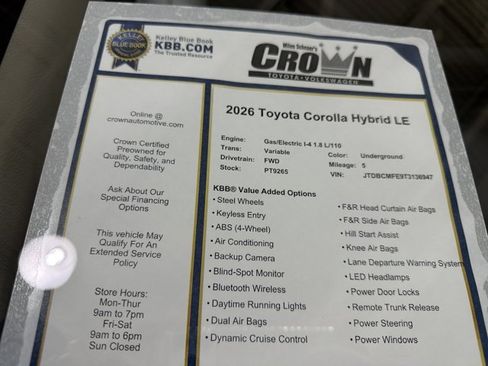 KELLEY
BLUE BOOK
Kelley Blue Book
KBB.COM
The Trusted Resource
Miles Schnaer's
CROWN
TOYOTA•VOLKSWAGEN
Online @
crownautomotive.com
Crown Certified
Preowned for
Quality, Safety, and
Dependability
Ask About Our
Special Financing
Options
This vehicle May
Qualify For An
Extended Service
Policy
Store Hours:
Mon-Thur
9am to 7pm
Fri-Sat
9am to 6pm
Sun Closed
2026 Toyota Corolla Hybrid LE
Engine: Gas/Electric I-4 1.8 L/110
Trans: Variable Color: Underground
Drivetrain: FWD Mileage: 5
Stock: PT9265 VIN: JTDBCMFE9T3136947
KBB® Value Added Options
• Steel Wheels
• Keyless Entry
• ABS (4-Wheel)
• Air Conditioning
• Backup Camera
• Blind-Spot Monitor
• Bluetooth Wireless
• Daytime Running Lights
• Dual Air Bags
• Dynamic Cruise Control
• F&R Head Curtain Air Bags
• F&R Side Air Bags
• Hill Start Assist
• Knee Air Bags
• Lane Departure Warning System
• LED Headlamps
• Power Door Locks
• Remote Trunk Release
• Power Steering
• Power Windows